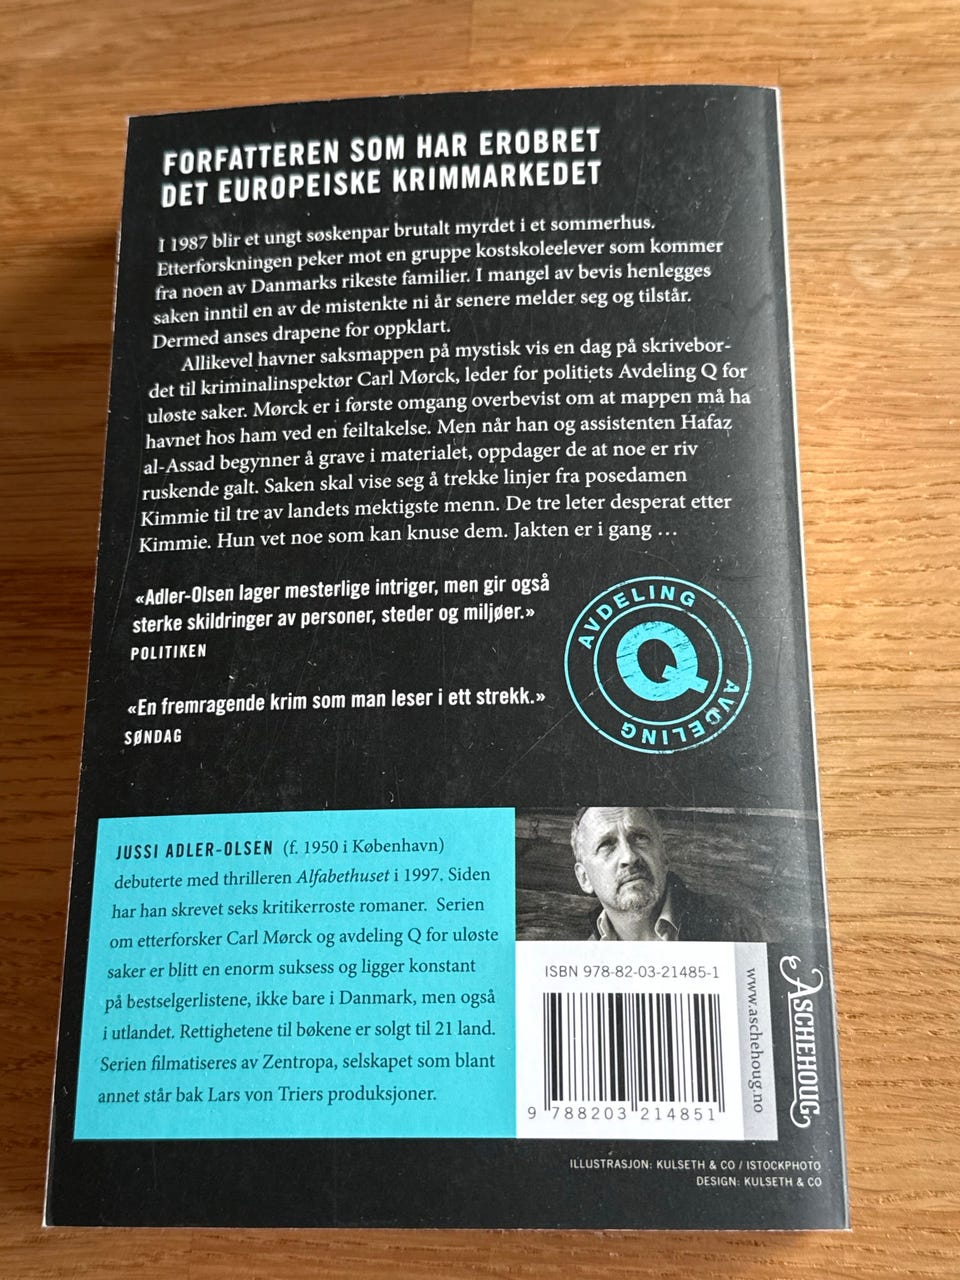 FORFATTEREN SOM HAR EROBRET
DET EUROPEISKE KRIMMARKEDET
I 1987 blir et ungt søskenpar brutalt myrdet i et sommerhus.
Etterforskningen peker mot en gruppe kostskoleelever som kommer
fra noen av Danmarks rikeste familier. I mangel av bevis henlegges
saken inntil en av de mistenkte ni år senere melder seg og tilstår.
Dermed anses drapene for oppklart.
Allikevel havner saksmappen på mystisk vis en dag på skrivebor-
det til kriminalinspektør Carl Mørck, leder for politiets Avdeling Q for
uløste saker. Mørck er i første omgang overbevist om at mappen må ha
havnet hos ham ved en feiltakelse. Men når han og assistenten Hafaz
al-Assad begynner å grave i materialet, oppdager de at noe er riv
ruskende galt. Saken skal vise seg å trekke linjer fra posedamen
Kimmie til tre av landets mektigste menn. De tre leter desperat etter
Kimmie. Hun vet noe som kan knuse dem. Jakten er i gang …
«Adler-Olsen lager mesterlige intriger, men gir også
sterke skildringer av personer, steder og miljøer.»
POLITIKEN
«En fremragende krim som man leser i ett strekk.»
SØNDAG
AVDELING
Q
AVDELING
JUSSI ADLER-OLSEN (f. 1950 i København)
debuterte med thrilleren Alfabethuset i 1997. Siden
har han skrevet seks kritikerroste romaner. Serien
om etterforsker Carl Mørck og avdeling Q for uløste
saker er blitt en enorm suksess og ligger konstant
på bestselgerlistene, ikke bare i Danmark, men også
i utlandet. Rettighetene til bøkene er solgt til 21 land.
Serien filmatiseres av Zentropa, selskapet som blant
annet står bak Lars von Triers produksjoner.
ISBN 978-82-03-21485-1
9 788203 214851
www.aschehoug.no
ASCHEHOUG
ILLUSTRASJON: KULSETH & CO / ISTOCKPHOTO
DESIGN: KULSETH & CO